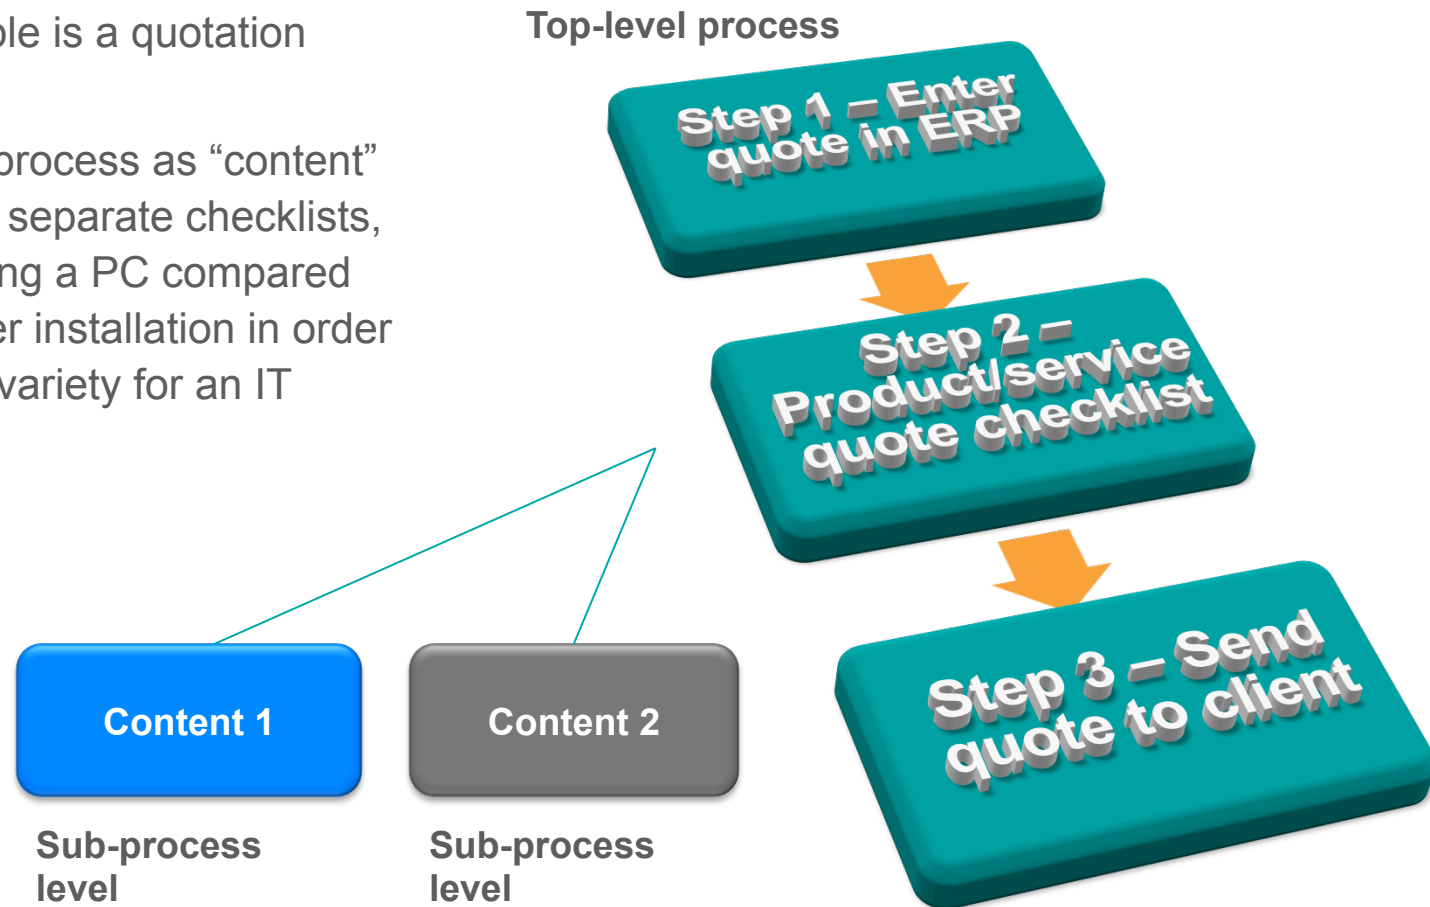 ple is a quotation
process as “content”
separate checklists,
ing a PC compared
er installation in order
variety for an IT
Top-level process
Step 1 – Enter
quote in ERP
Step 2 –
Product/service
quote checklist
Step 3 – Send
quote to client
Content 1
Content 2
Sub-process
level
Sub-process
level